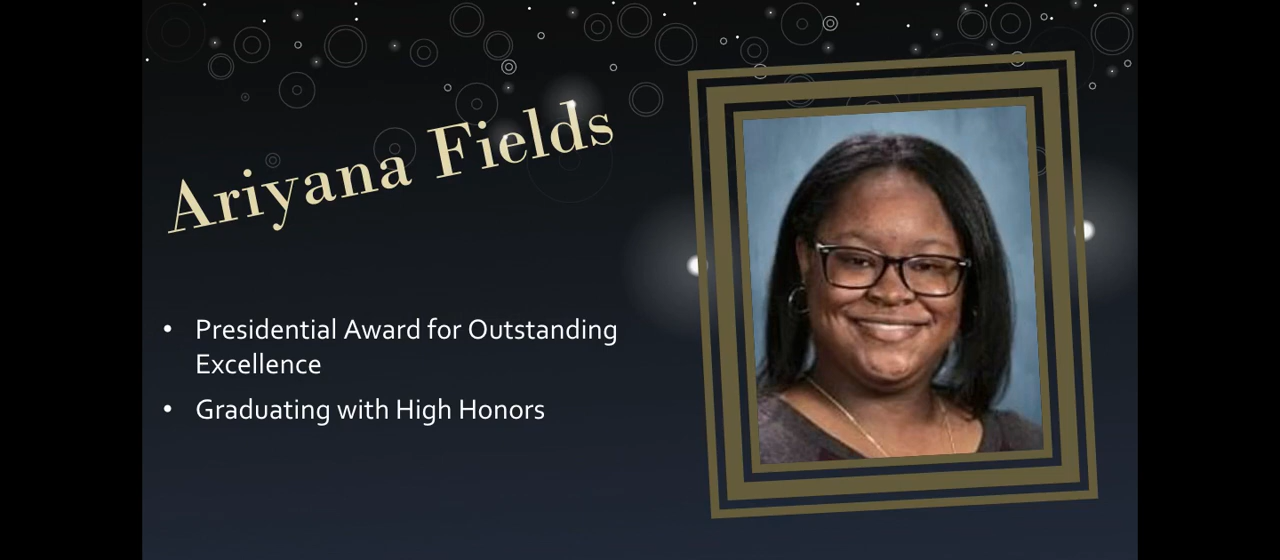 Ariyana Fields
• Presidential Award for Outstanding
Excellence
• Graduating with High Honors